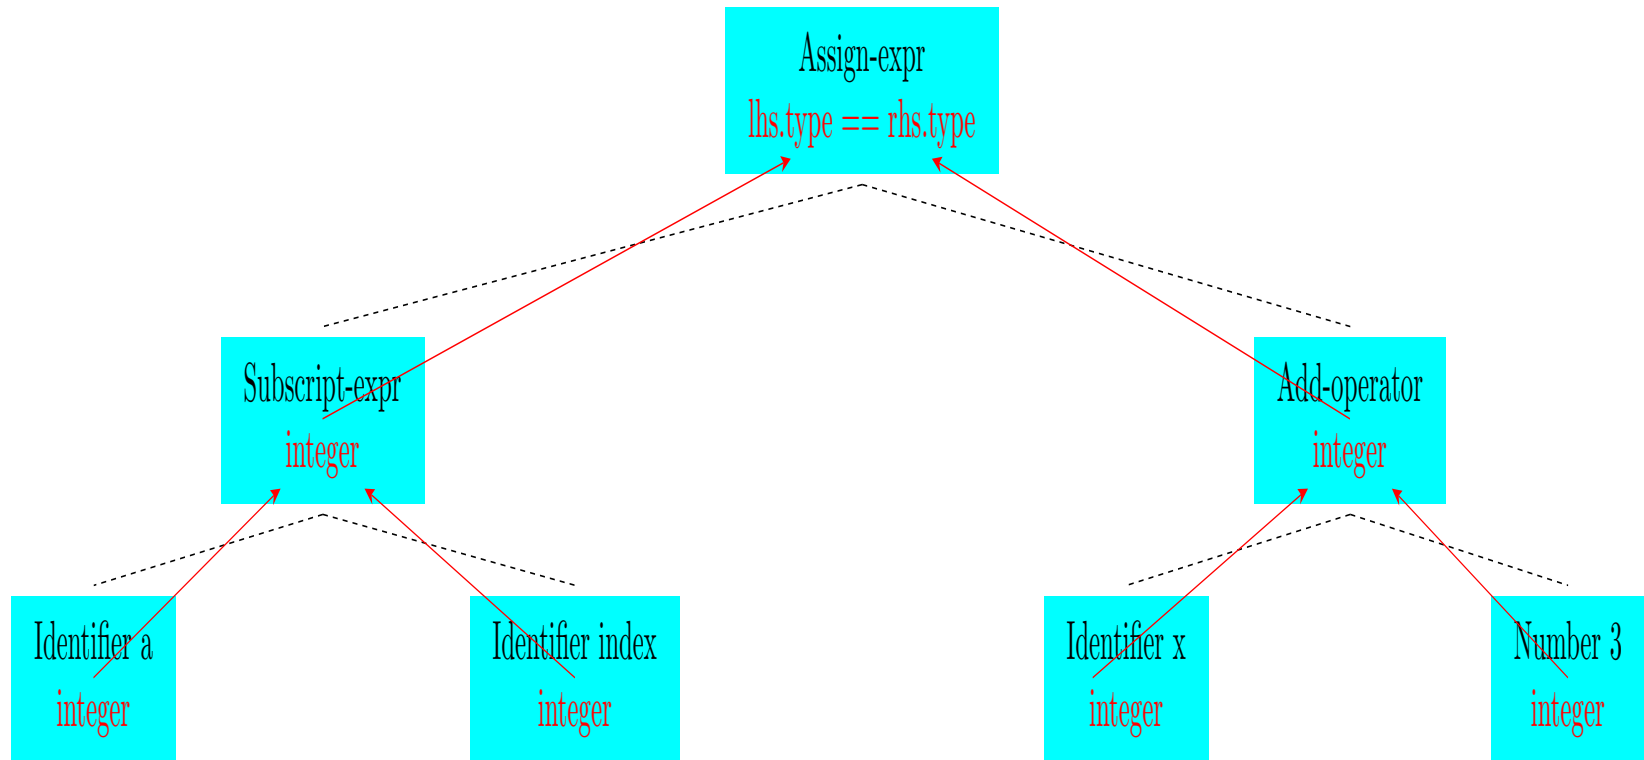 Assign-expr
lhs.type == rhs.type
Subscript-expr
integer
Add-operator
integer
Identifier a
integer
Identifier index
integer
Identifier x
integer
Number 3
integer